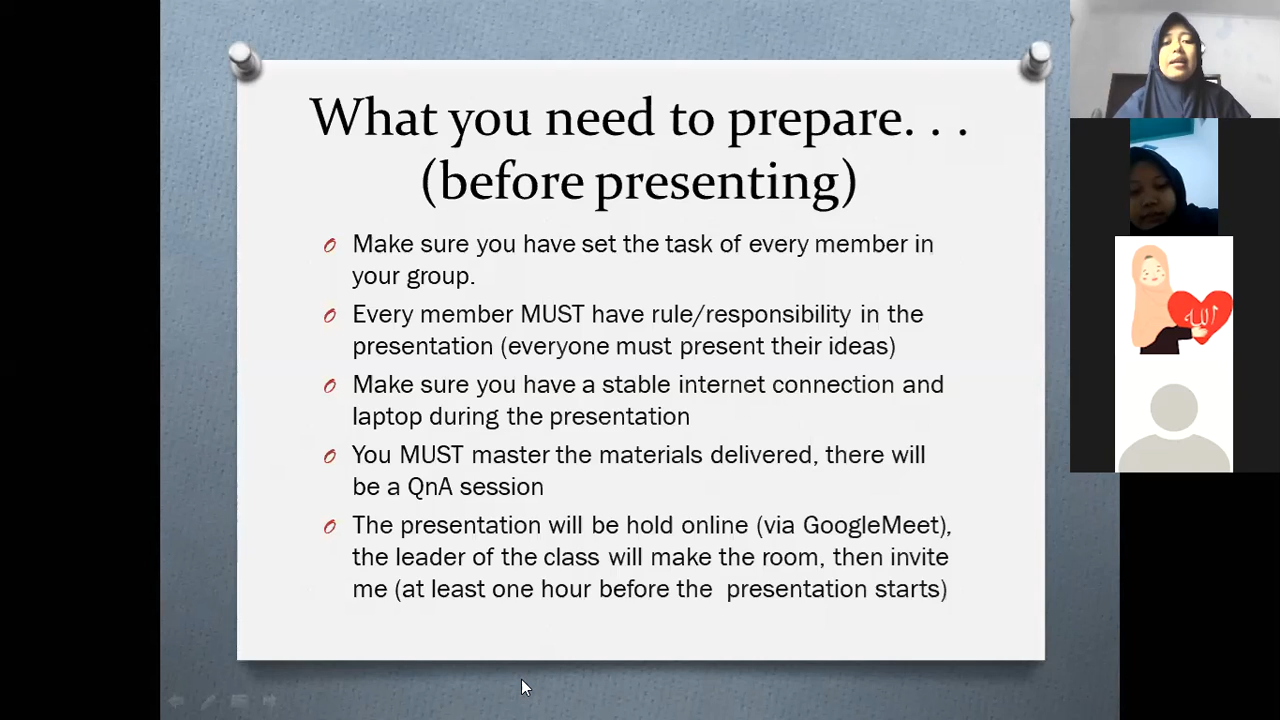 What you need to prepare. . .
(before presenting)
Make sure you have set the task of every member in
your group.
Every member MUST have rule/responsibility in the
presentation (everyone must present their ideas)
Make sure you have a stable internet connection and
laptop during the presentation
You MUST master the materials delivered, there will
be a QnA session
The presentation will be hold online (via GoogleMeet),
the leader of the class will make the room, then invite
me (at least one hour before the  presentation starts)
الله